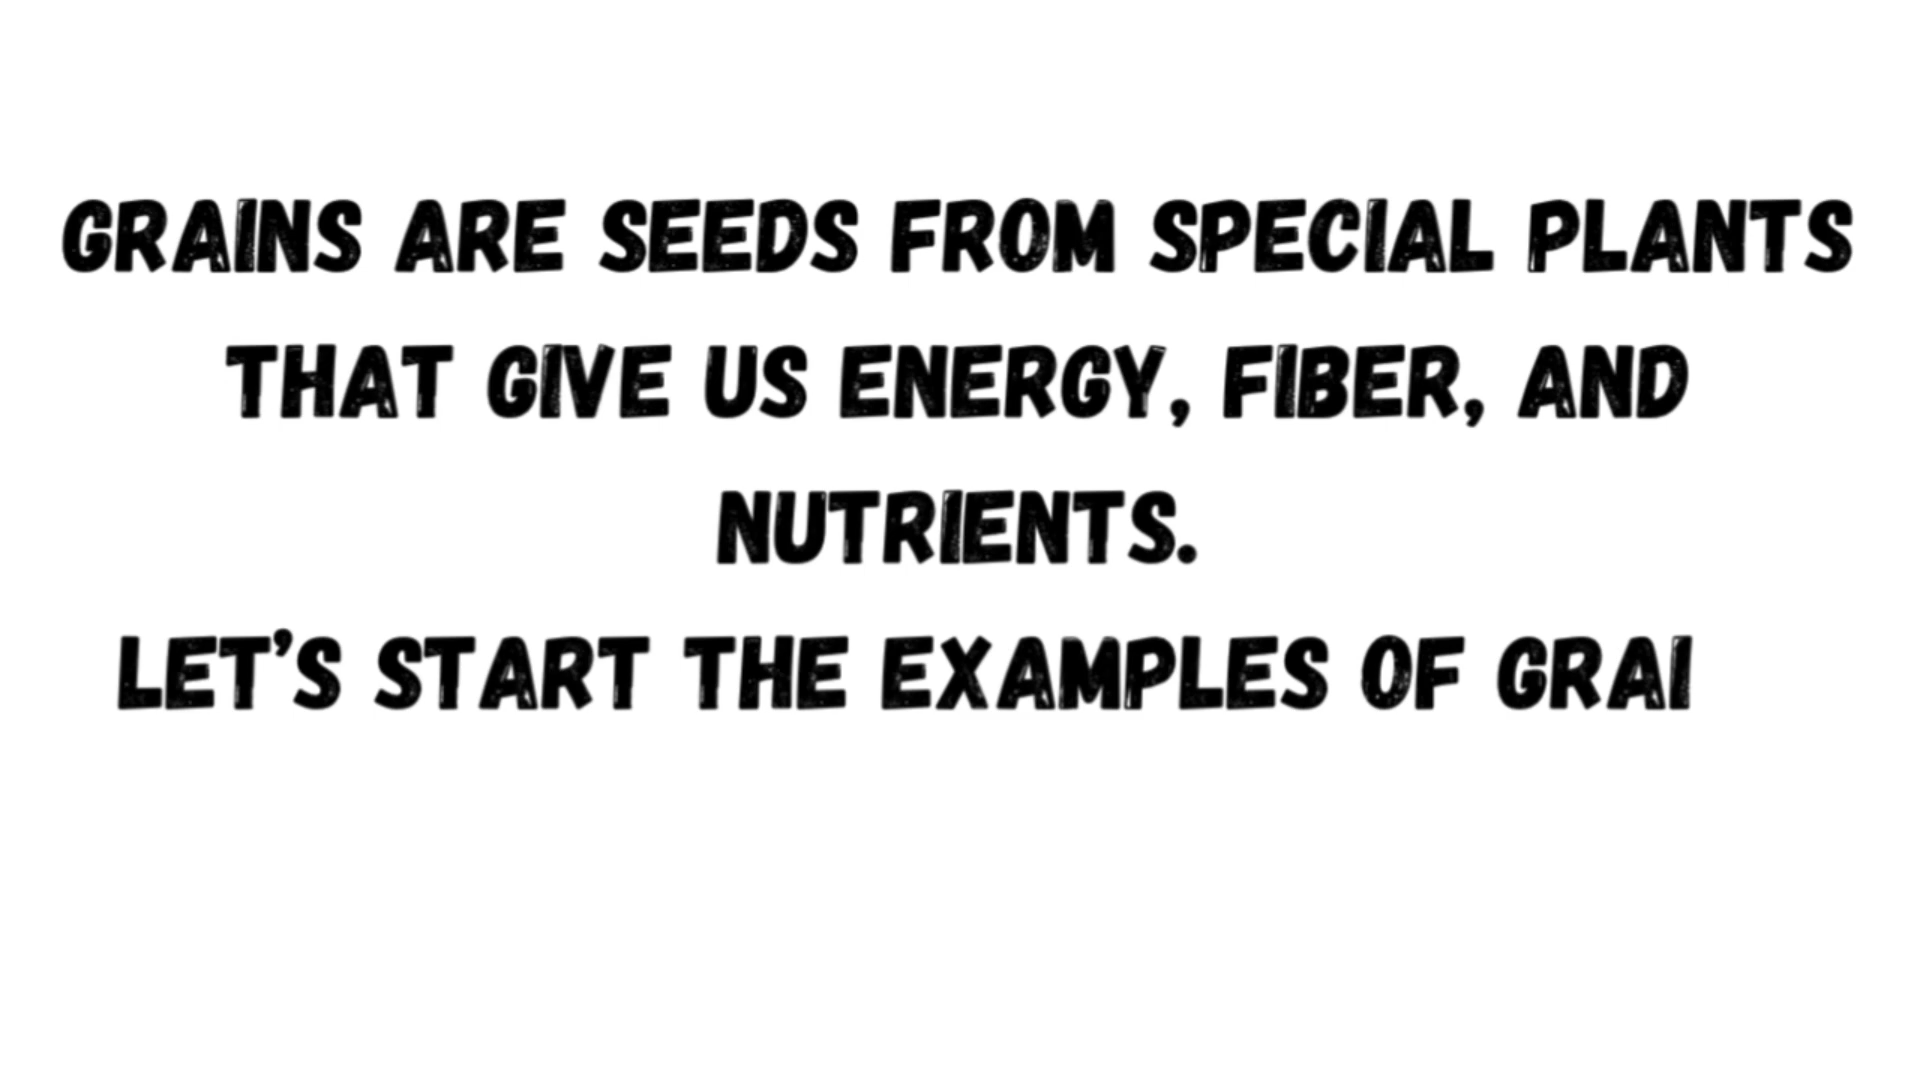 GRAINS ARE SEEDS FROM SPECIAL PLANTS
THAT GIVE US ENERGY, FIBER, AND
NUTRIENTS.
LET’S START THE EXAMPLES OF GRAI